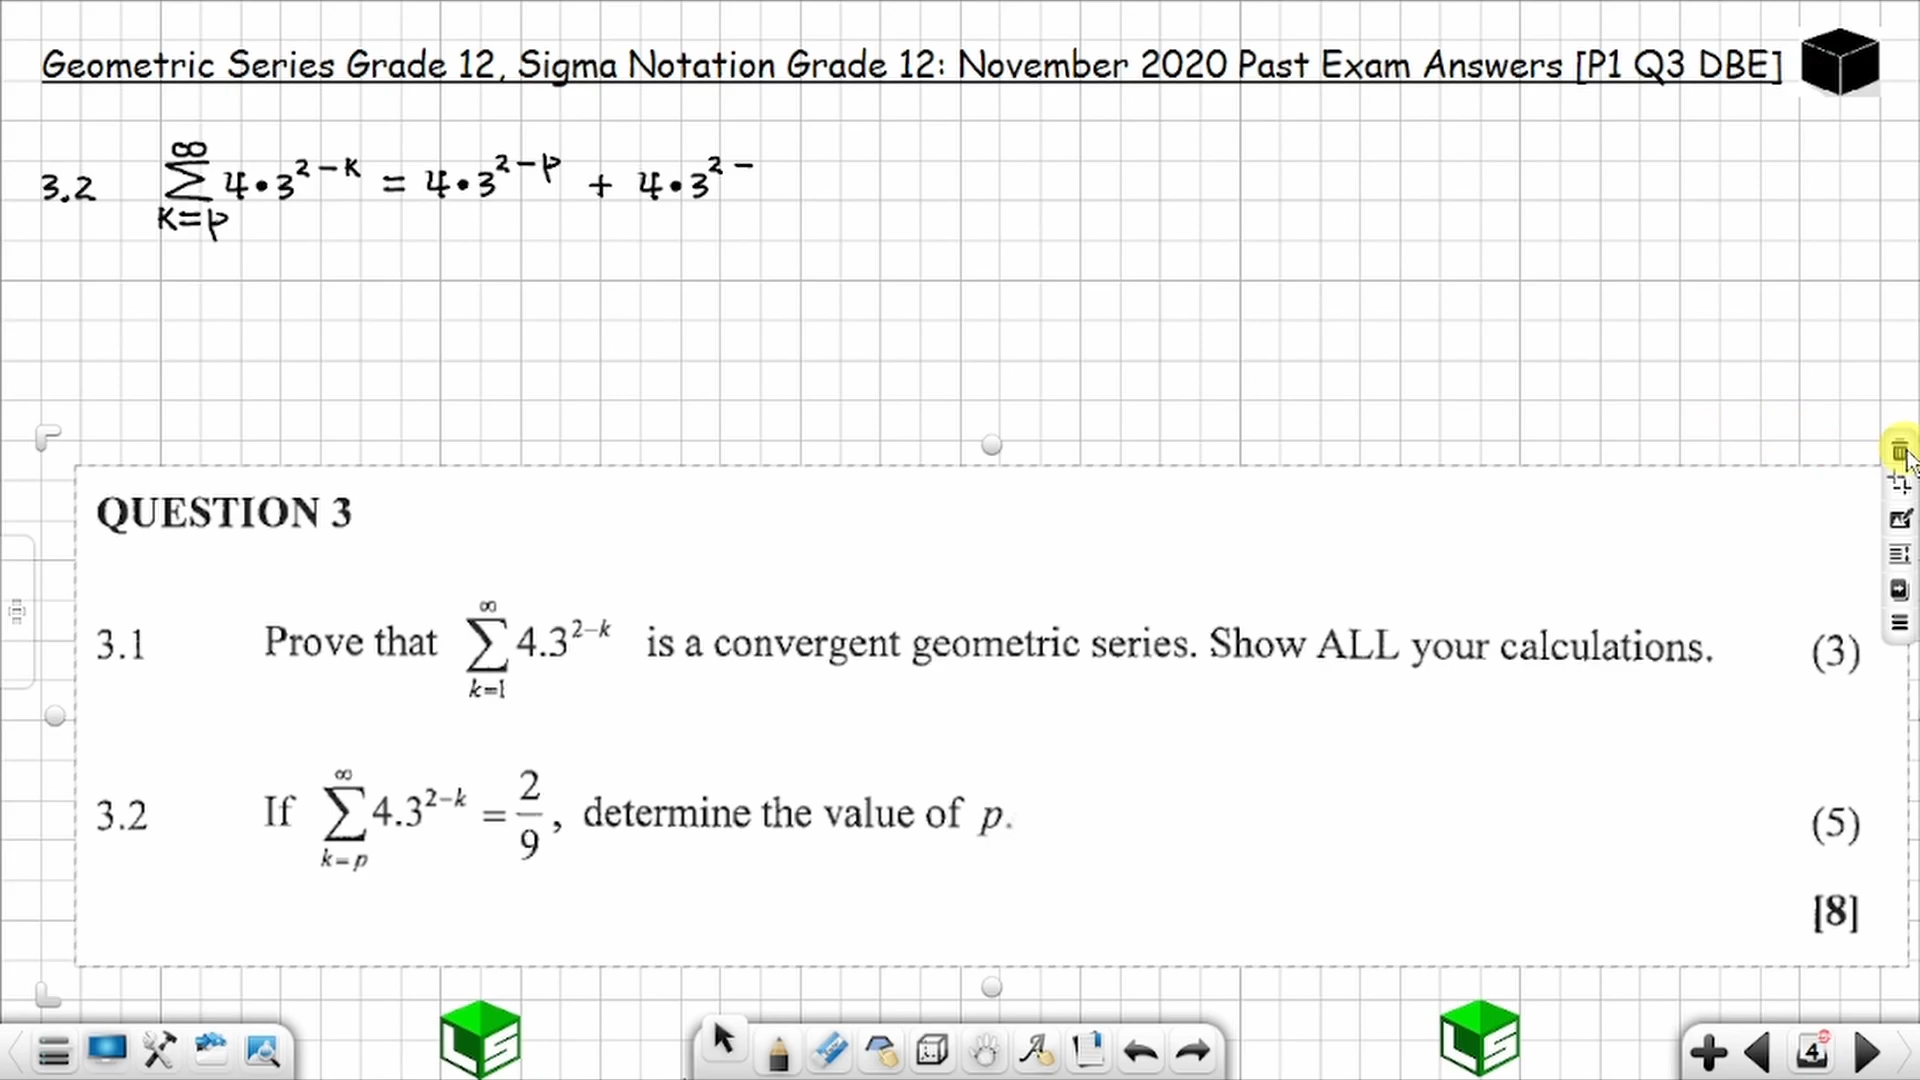 Geometric Series Grade 12, Sigma Notation Grade 12: November 2020 Past Exam Answers [P1 Q3 DBE]
3.2 ∞ Σ K=p 4•3^{2-K} = 4•3^{2-p} + 4•3^{2-}
QUESTION 3
3.1 Prove that ∞ Σ k=1 4.3^{2-k} is a convergent geometric series. Show ALL your calculations. (3)
3.2 If ∞ Σ k=p 4.3^{2-k} = 2/9, determine the value of p. (5)
[8]
LS LS
4